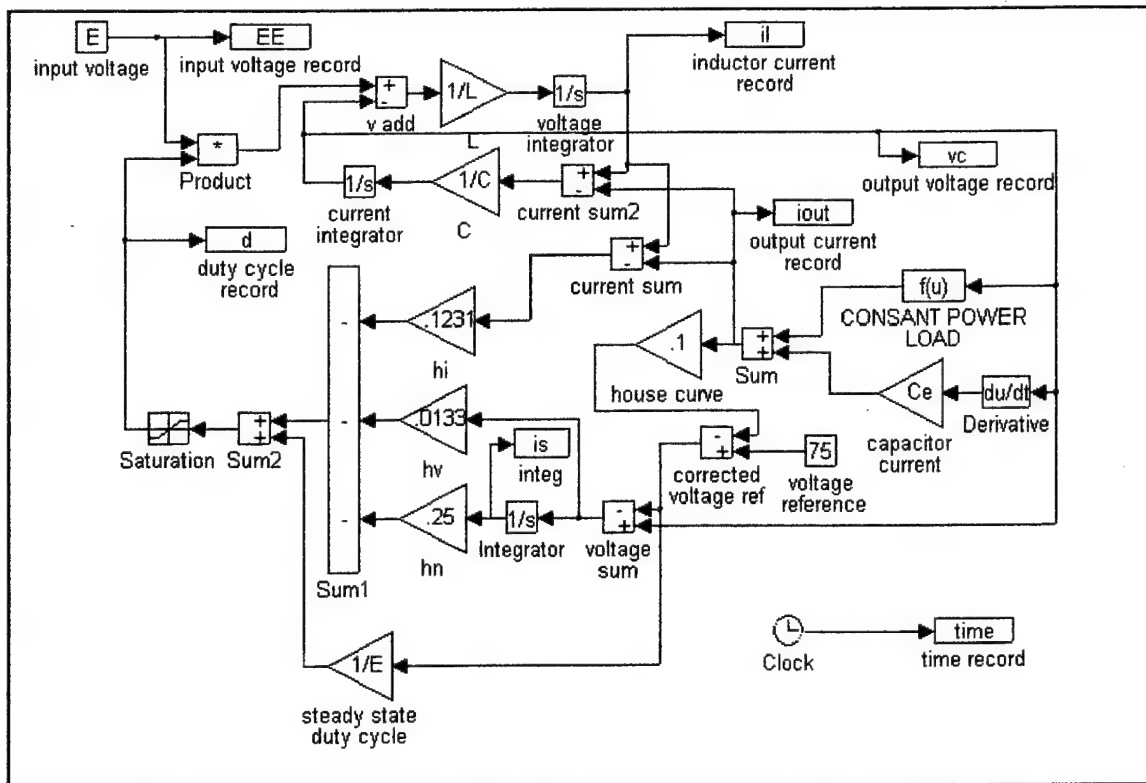 E
input voltage
EE
input voltage record
il
inductor current
record
+
-
v add
1/L
L
1/s
voltage
integrator
*
Product
vc
output voltage record
1/s
current
integrator
1/C
C
+
-
current sum2
iout
output current
record
d
duty cycle
record
+
-
current sum
f(u)
CONSANT POWER
LOAD
.1231
hi
.1
house curve
+
+
Sum
Ce
capacitor
current
du/dt
Derivative
-
-
-
Sum1
.0133
hv
is
integ
-
+
corrected
voltage ref
75
voltage
reference
Saturation
+
+
Sum2
.25
hn
1/s
Integrator
-
+
voltage
sum
1/E
steady state
duty cycle
Clock
time
time record